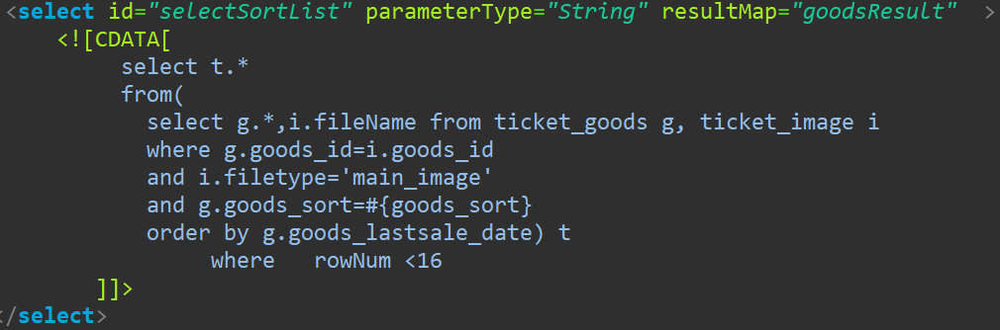 <select id="selectSortList" parameterType="String" resultMap="goodsResult"  >
<![CDATA[
select t.*
from(
select g.*,i.fileName from ticket_goods g, ticket_image i
where g.goods_id=i.goods_id
and i.filetype='main_image'
and g.goods_sort=#{goods_sort}
order by g.goods_lastsale_date) t
where   rowNum <16
]]>
</select>